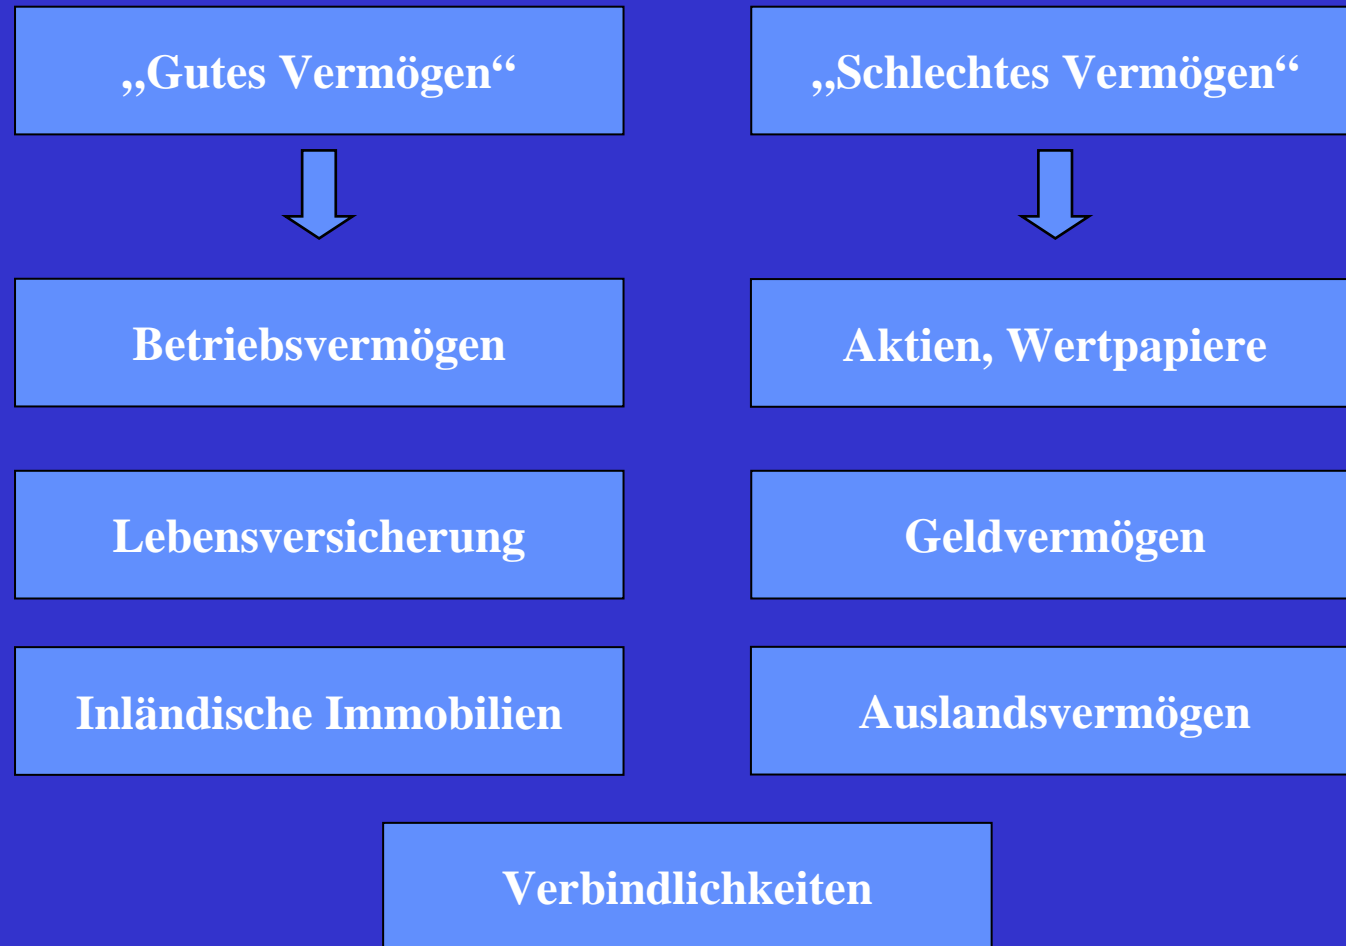 „Gutes Vermögen“
„Schlechtes Vermögen“
Betriebsvermögen
Aktien, Wertpapiere
Lebensversicherung
Geldvermögen
Inländische Immobilien
Auslandsvermögen
Verbindlichkeiten